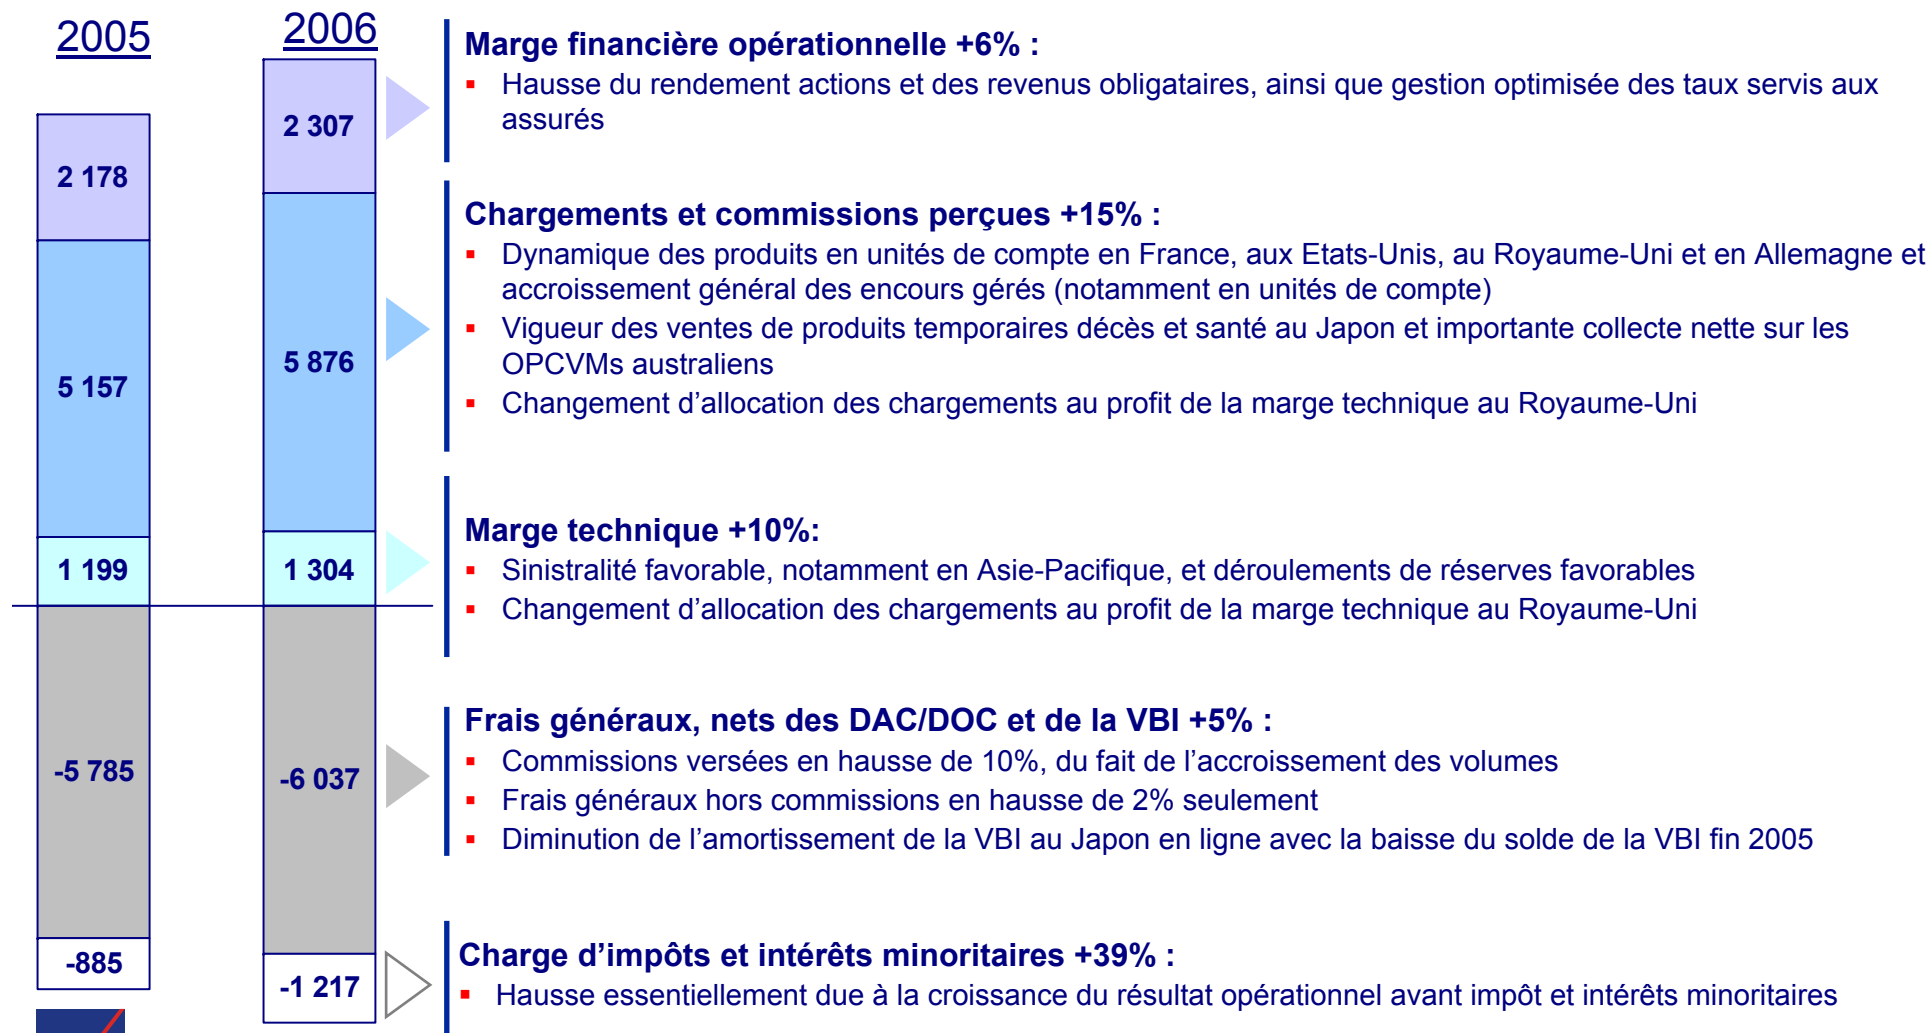 2005
2006
2 178
5 157
1 199
-5 785
-885
2 307
5 876
1 304
-6 037
-1 217
Marge financière opérationnelle +6% :
▪ Hausse du rendement actions et des revenus obligataires, ainsi que gestion optimisée des taux servis aux
assurés
Chargements et commissions perçues +15% :
▪ Dynamique des produits en unités de compte en France, aux Etats-Unis, au Royaume-Uni et en Allemagne et
accroissement général des encours gérés (notamment en unités de compte)
▪ Vigueur des ventes de produits temporaires décès et santé au Japon et importante collecte nette sur les
OPCVMs australiens
▪ Changement d’allocation des chargements au profit de la marge technique au Royaume-Uni
Marge technique +10%:
▪ Sinistralité favorable, notamment en Asie-Pacifique, et déroulements de réserves favorables
▪ Changement d’allocation des chargements au profit de la marge technique au Royaume-Uni
Frais généraux, nets des DAC/DOC et de la VBI +5% :
▪ Commissions versées en hausse de 10%, du fait de l’accroissement des volumes
▪ Frais généraux hors commissions en hausse de 2% seulement
▪ Diminution de l’amortissement de la VBI au Japon en ligne avec la baisse du solde de la VBI fin 2005
Charge d’impôts et intérêts minoritaires +39% :
▪ Hausse essentiellement due à la croissance du résultat opérationnel avant impôt et intérêts minoritaires